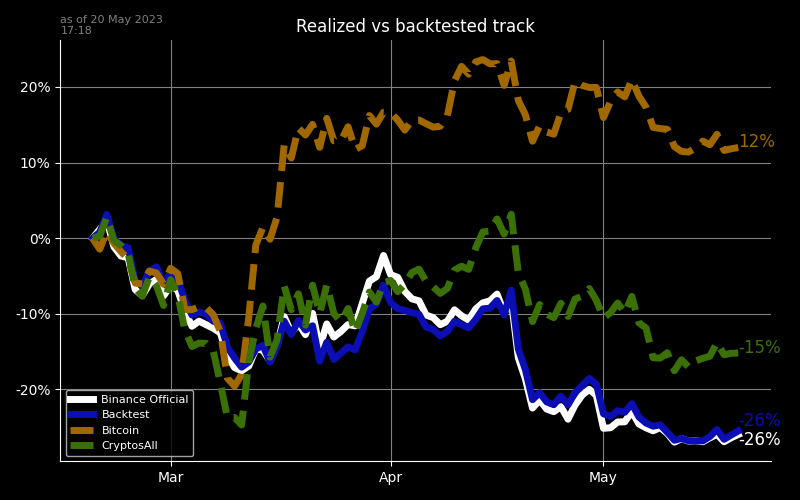 as of 20 May 2023
17:18
Realized vs backtested track
20%
10%
0%
-10%
-20%
12%
-15%
-26%
-26%
Binance Official
Backtest
Bitcoin
CryptosAll
Mar
Apr
May